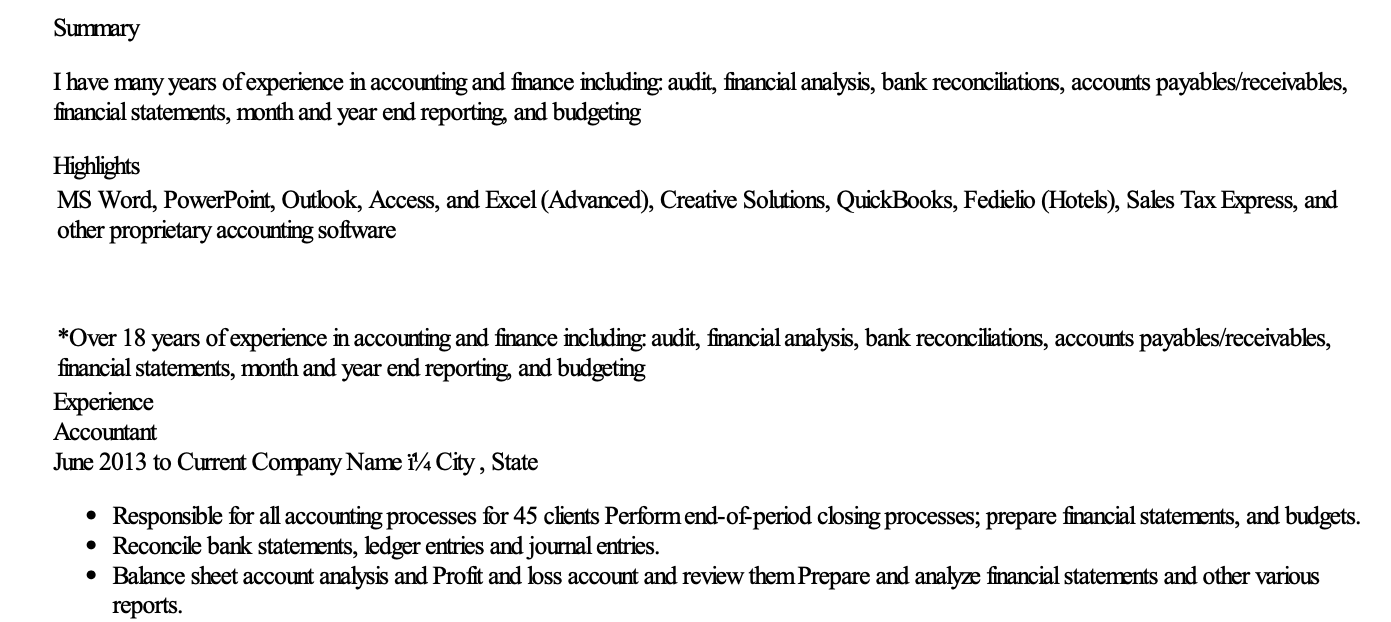 Summary
I have many years of experience in accounting and finance including: audit, financial analysis, bank reconciliations, accounts payables/receivables,
financial statements, month and year end reporting, and budgeting
Highlights
MS Word, PowerPoint, Outlook, Access, and Excel (Advanced), Creative Solutions, QuickBooks, Fedielio (Hotels), Sales Tax Express, and
other proprietary accounting software
*Over 18 years of experience in accounting and finance including: audit, financial analysis, bank reconciliations, accounts payables/receivables,
financial statements, month and year end reporting, and budgeting
Experience
Accountant
June 2013 to Current Company Name ï¼ City , State
• Responsible for all accounting processes for 45 clients Perform end-of-period closing processes; prepare financial statements, and budgets.
• Reconcile bank statements, ledger entries and journal entries.
• Balance sheet account analysis and Profit and loss account and review them Prepare and analyze financial statements and other various
reports.